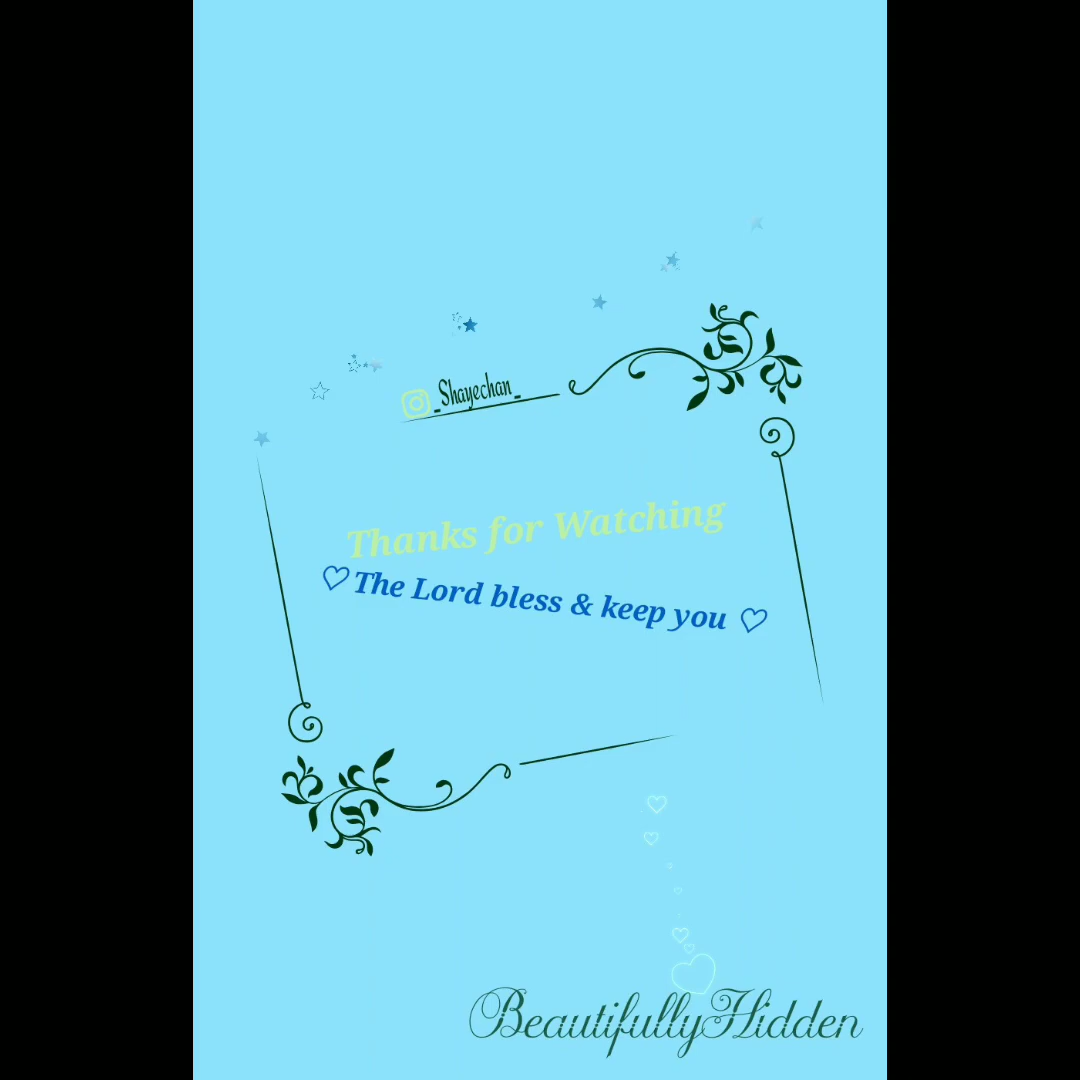 _Shayechan_
Thanks for Watching
♡ The Lord bless & keep you ♡
BeautifullyHidden